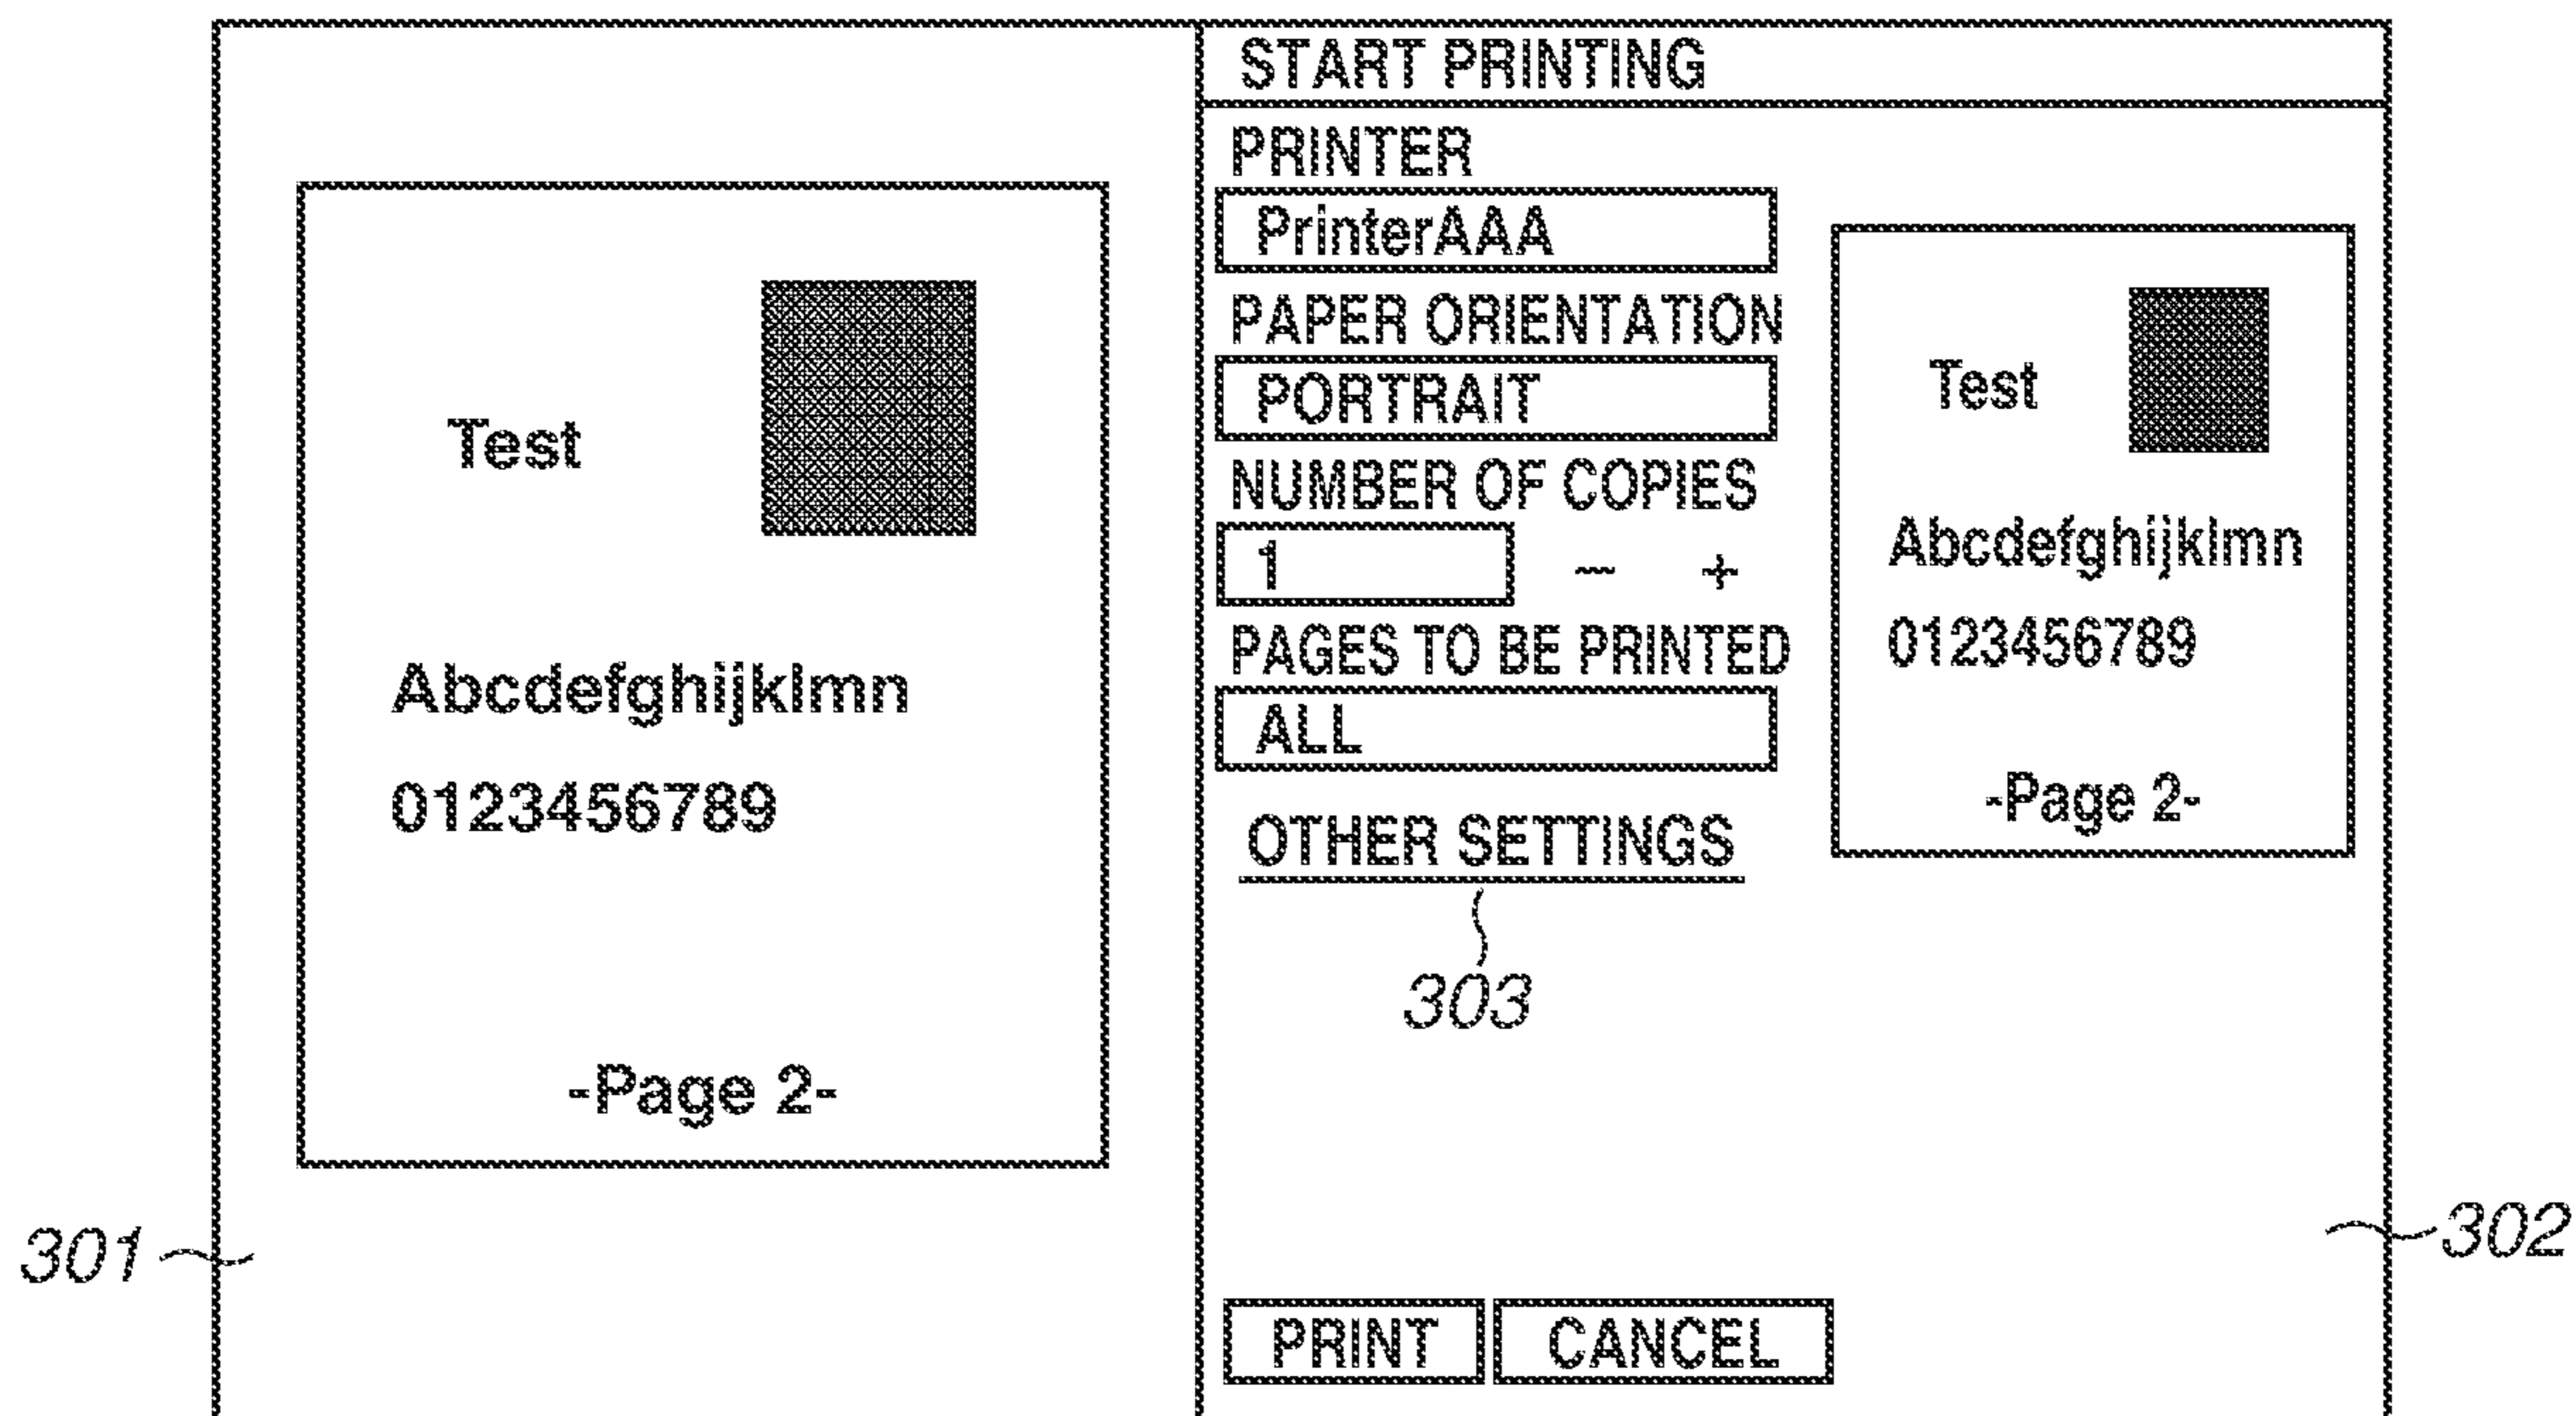 Test
Abcdefghijklmn
0123456789
-Page 2-
301
START PRINTING
PRINTER
PrinterAAA
PAPER ORIENTATION
PORTRAIT
NUMBER OF COPIES
1 - +
PAGES TO BE PRINTED
ALL
OTHER SETTINGS
303
Test
Abcdefghijklmn
0123456789
-Page 2-
302
PRINT CANCEL